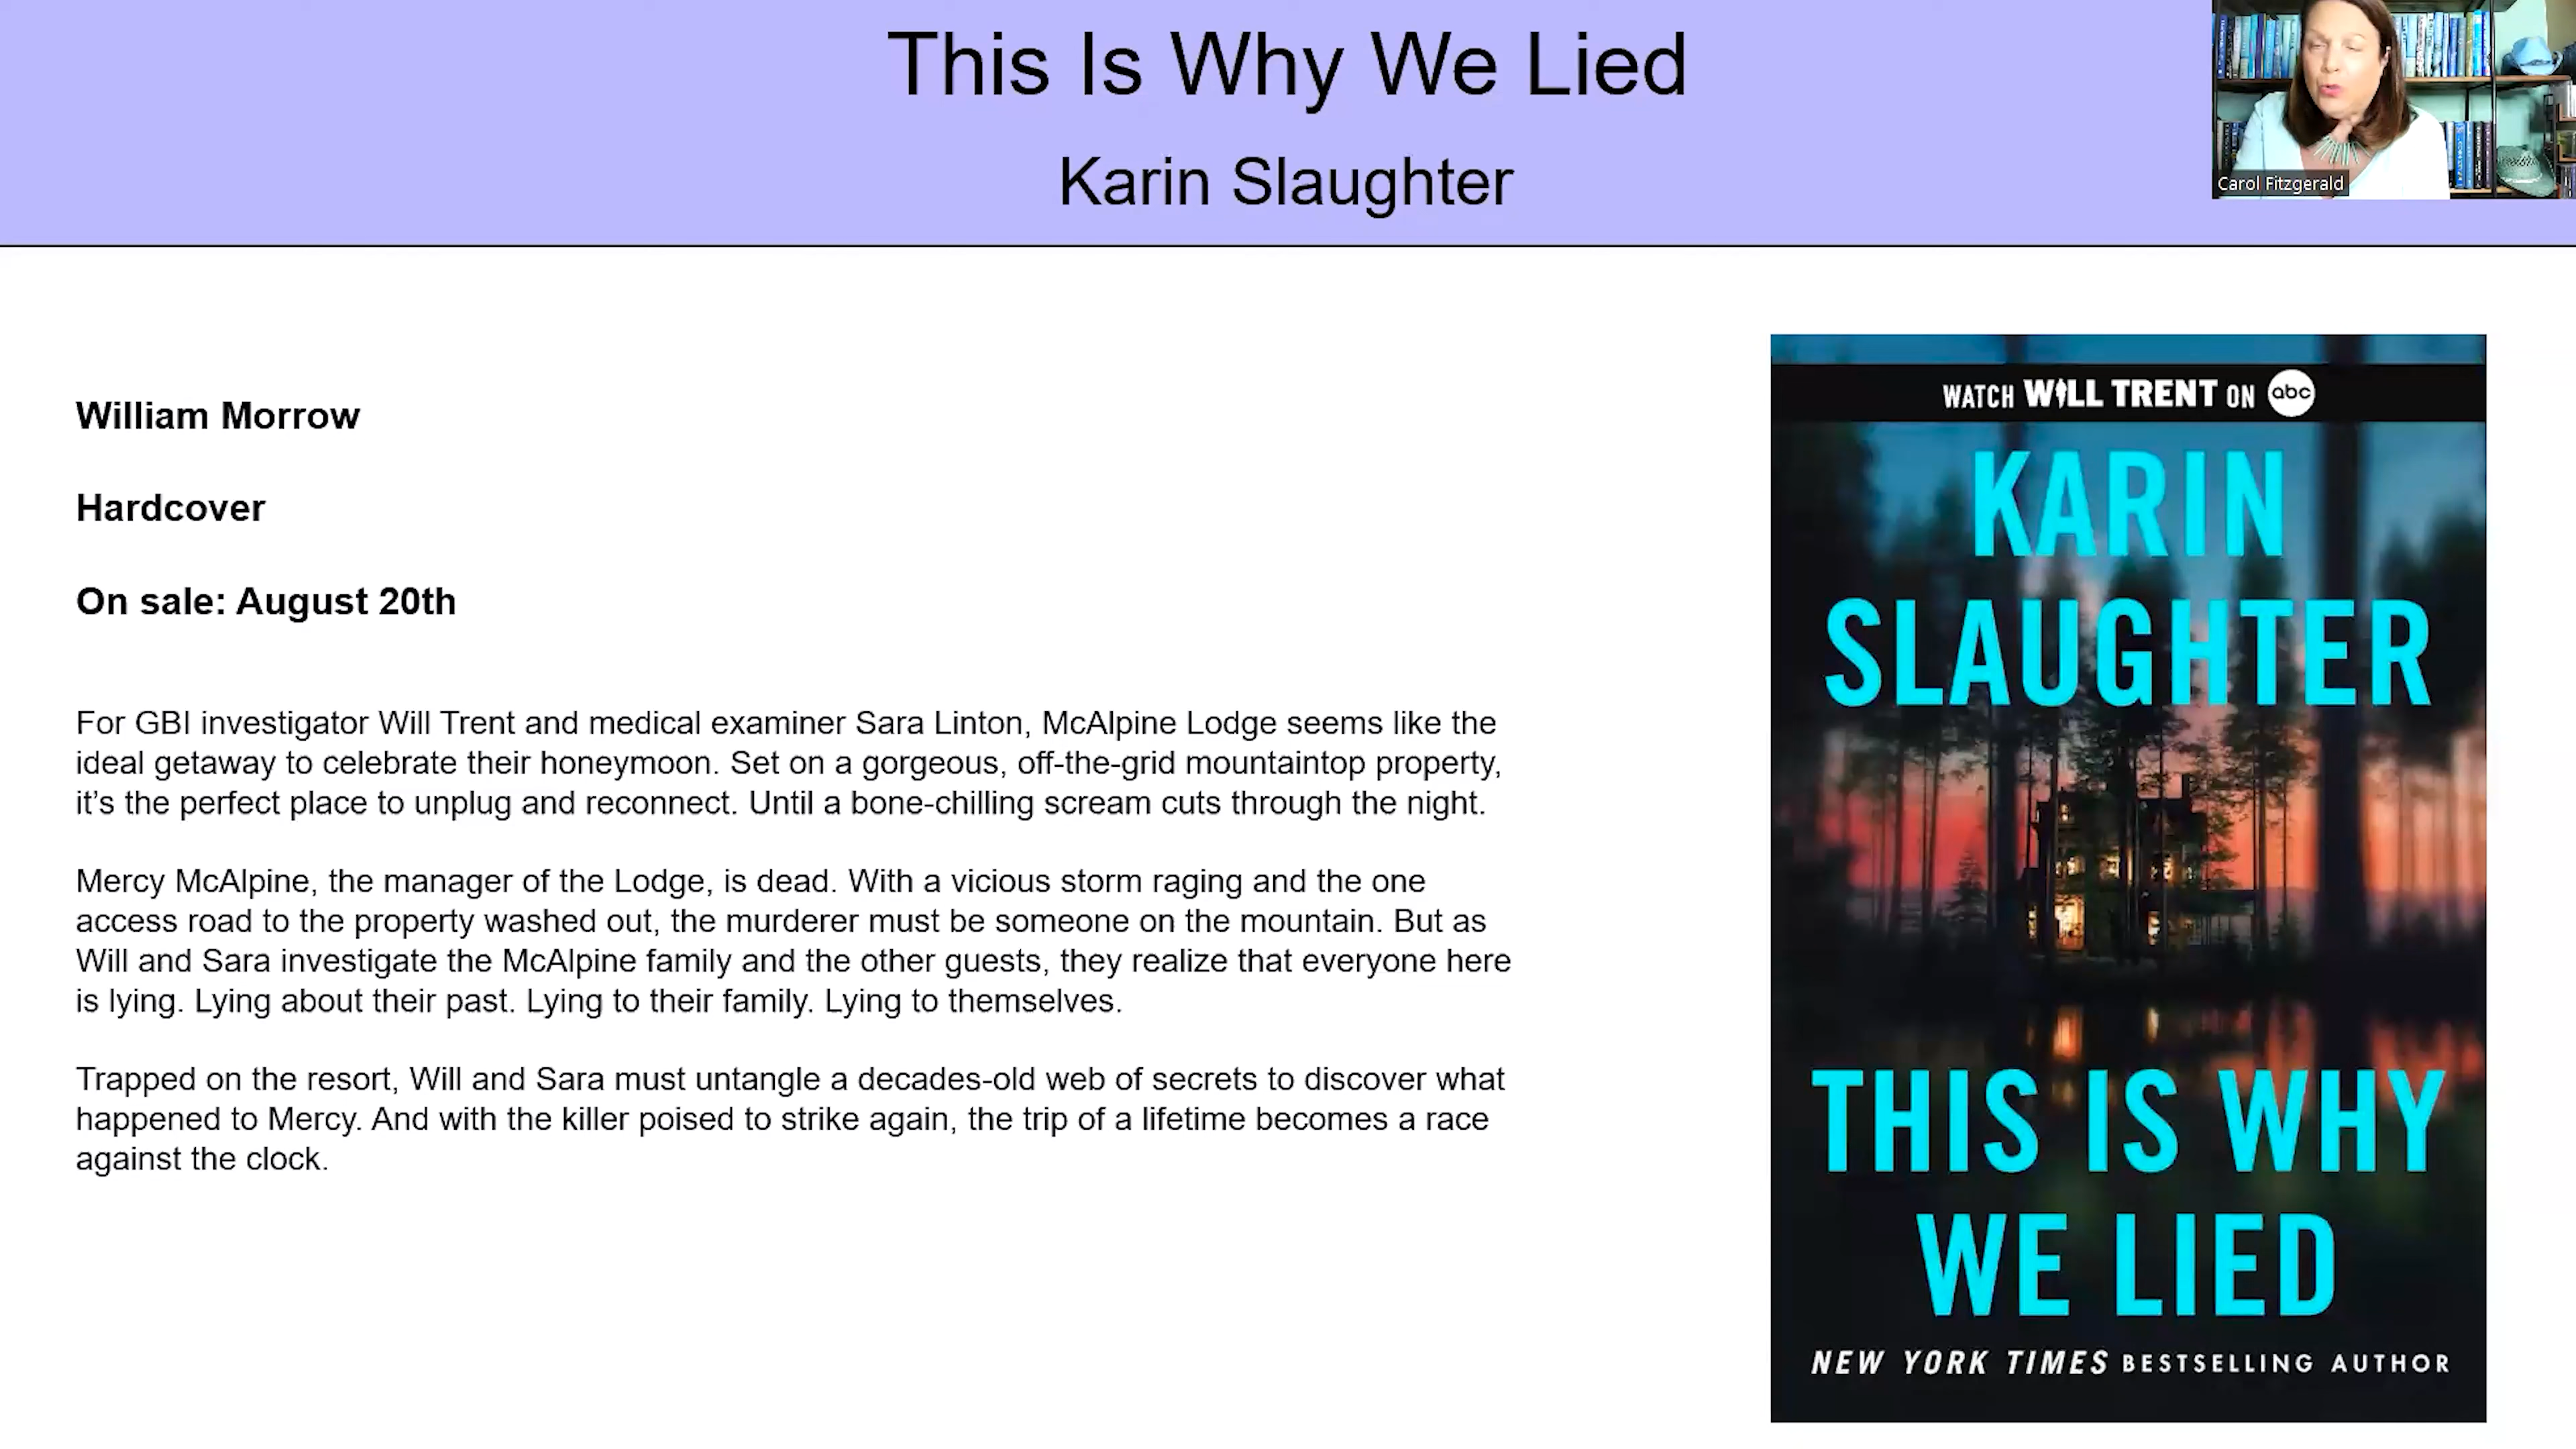 This Is Why We Lied
Karin Slaughter
Carol Fitzgerald
William Morrow
Hardcover
On sale: August 20th
For GBI investigator Will Trent and medical examiner Sara Linton, McAlpine Lodge seems like the
ideal getaway to celebrate their honeymoon. Set on a gorgeous, off-the-grid mountaintop property,
it’s the perfect place to unplug and reconnect. Until a bone-chilling scream cuts through the night.
Mercy McAlpine, the manager of the Lodge, is dead. With a vicious storm raging and the one
access road to the property washed out, the murderer must be someone on the mountain. But as
Will and Sara investigate the McAlpine family and the other guests, they realize that everyone here
is lying. Lying about their past. Lying to their family. Lying to themselves.
Trapped on the resort, Will and Sara must untangle a decades-old web of secrets to discover what
happened to Mercy. And with the killer poised to strike again, the trip of a lifetime becomes a race
against the clock.
WATCH WILL TRENT ON abc
KARIN
SLAUGHTER
THIS IS WHY
WE LIED
NEW YORK TIMES BESTSELLING AUTHOR